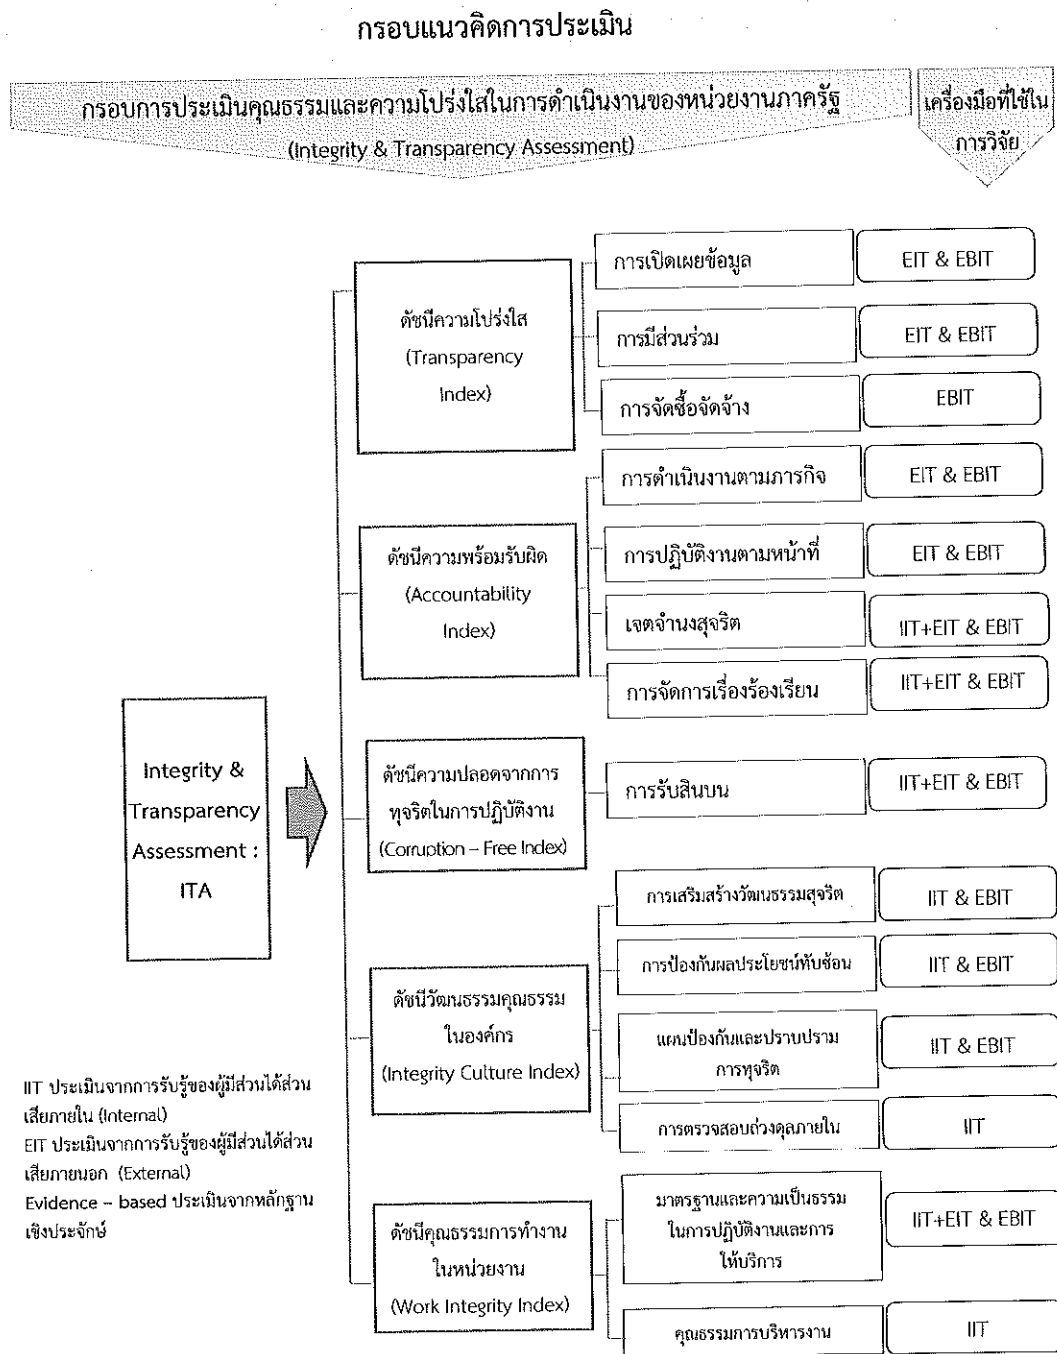 กรอบแนวคิดการประเมิน
กรอบการประเมินคุณธรรมและความโปร่งใสในการดำเนินงานของหน่วยงานภาครัฐ
(Integrity & Transparency Assessment)
เครื่องมือที่ใช้ใน
การวิจัย
Integrity &
Transparency
Assessment :
ITA
ดัชนีความโปร่งใส
(Transparency
Index)
การเปิดเผยข้อมูล
EIT & EBIT
การมีส่วนร่วม
EIT & EBIT
การจัดซื้อจัดจ้าง
EBIT
ดัชนีความพร้อมรับผิด
(Accountability
Index)
การดำเนินงานตามภารกิจ
EIT & EBIT
การปฏิบัติงานตามหน้าที่
EIT & EBIT
เจตจำนงสุจริต
IIT+EIT & EBIT
การจัดการเรื่องร้องเรียน
IIT+EIT & EBIT
ดัชนีความปลอดจากการ
ทุจริตในการปฏิบัติงาน
(Corruption – Free Index)
การรับสินบน
IIT+EIT & EBIT
ดัชนีวัฒนธรรมคุณธรรม
ในองค์กร
(Integrity Culture Index)
การเสริมสร้างวัฒนธรรมสุจริต
IIT & EBIT
การป้องกันผลประโยชน์ทับซ้อน
IIT & EBIT
แผนป้องกันและปราบปราม
การทุจริต
IIT & EBIT
การตรวจสอบถ่วงดุลภายใน
IIT
ดัชนีคุณธรรมการทำงาน
ในหน่วยงาน
(Work Integrity Index)
มาตรฐานและความเป็นธรรม
ในการปฏิบัติงานและการ
ให้บริการ
IIT+EIT & EBIT
คุณธรรมการบริหารงาน
IIT
IIT ประเมินจากการรับรู้ของผู้มีส่วนได้ส่วน
เสียภายใน (Internal)
EIT ประเมินจากการรับรู้ของผู้มีส่วนได้ส่วน
เสียภายนอก (External)
Evidence – based ประเมินจากหลักฐาน
เชิงประจักษ์